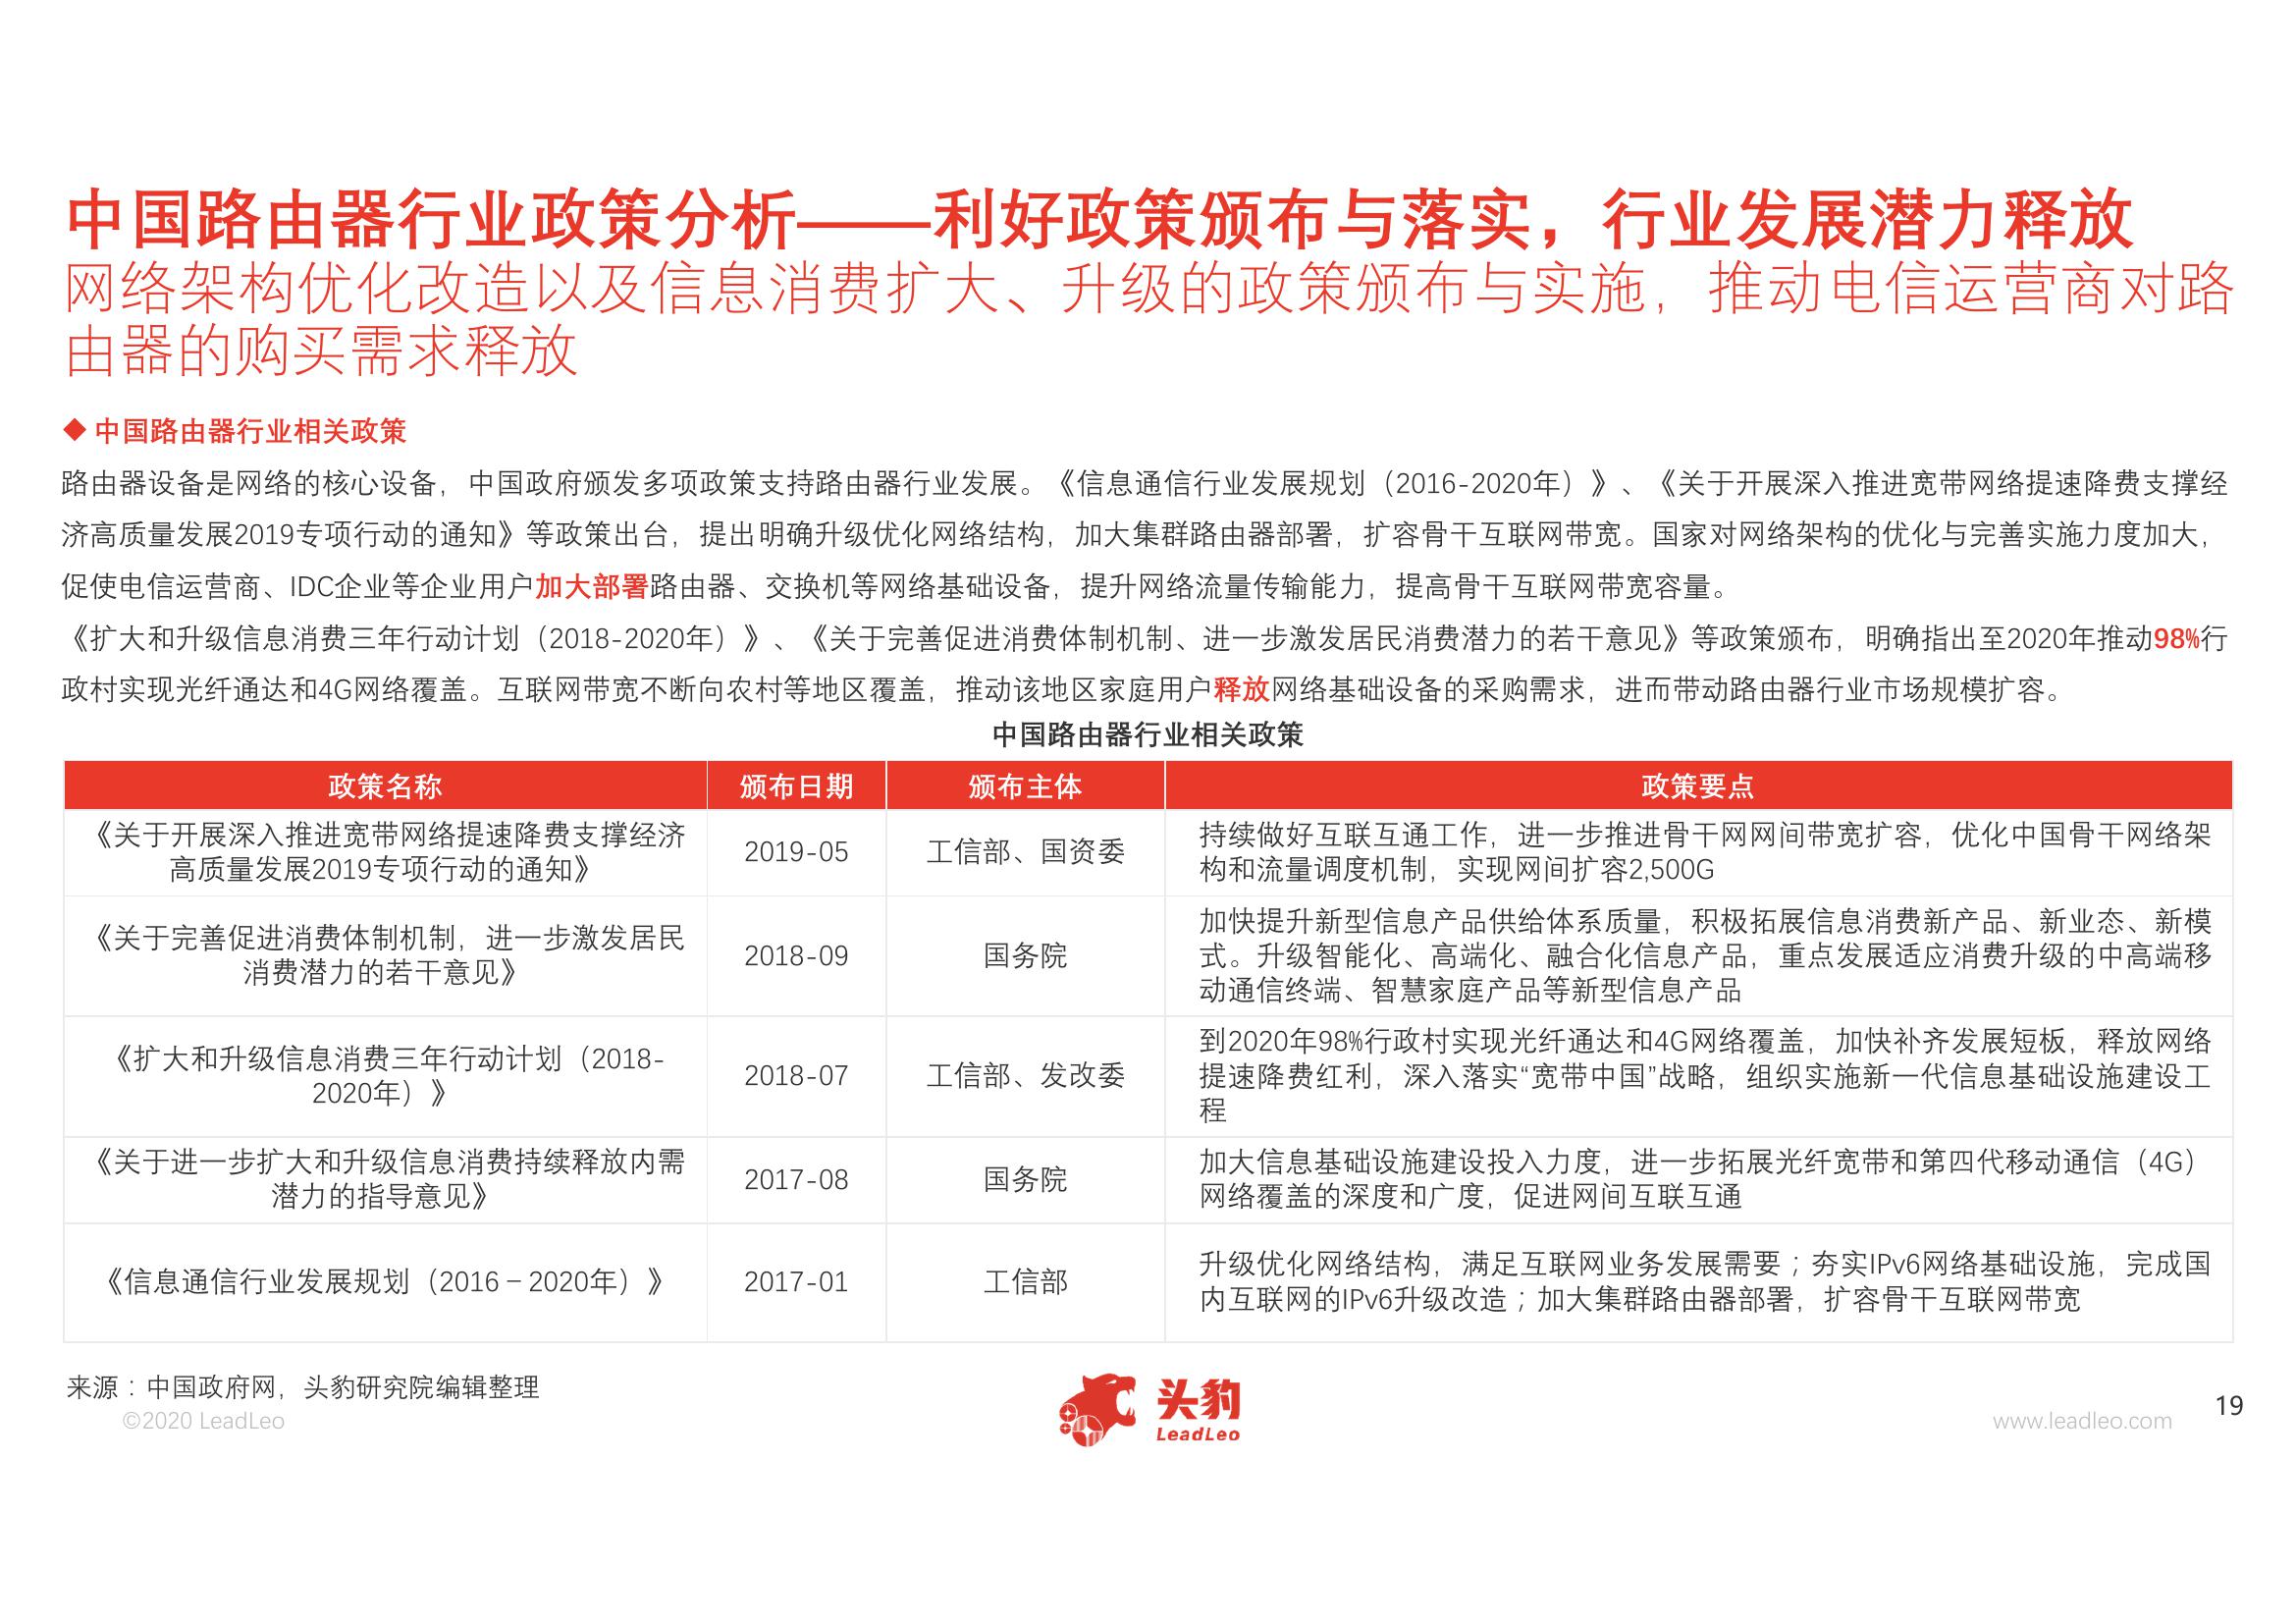 中国路由器行业政策分析——利好政策颁布与落实，行业发展潜力释放
网络架构优化改造以及信息消费扩大、升级的政策颁布与实施，推动电信运营商对路
由器的购买需求释放
◆ 中国路由器行业相关政策
路由器设备是网络的核心设备，中国政府颁发多项政策支持路由器行业发展。《信息通信行业发展规划（2016-2020年）》、《关于开展深入推进宽带网络提速降费支撑经
济高质量发展2019专项行动的通知》等政策出台，提出明确升级优化网络结构，加大集群路由器部署，扩容骨干互联网带宽。国家对网络架构的优化与完善实施力度加大，
促使电信运营商、IDC企业等企业用户加大部署路由器、交换机等网络基础设备，提升网络流量传输能力，提高骨干互联网带宽容量。
《扩大和升级信息消费三年行动计划（2018-2020年）》、《关于完善促进消费体制机制、进一步激发居民消费潜力的若干意见》等政策颁布，明确指出至2020年推动98%行
政村实现光纤通达和4G网络覆盖。互联网带宽不断向农村等地区覆盖，推动该地区家庭用户释放网络基础设备的采购需求，进而带动路由器行业市场规模扩容。
中国路由器行业相关政策
政策名称 颁布日期 颁布主体 政策要点
《关于开展深入推进宽带网络提速降费支撑经济
高质量发展2019专项行动的通知》
2019-05
工信部、国资委
持续做好互联互通工作，进一步推进骨干网网间带宽扩容，优化中国骨干网络架
构和流量调度机制，实现网间扩容2,500G
《关于完善促进消费体制机制，进一步激发居民
消费潜力的若干意见》
2018-09
国务院
加快提升新型信息产品供给体系质量，积极拓展信息消费新产品、新业态、新模
式。升级智能化、高端化、融合化信息产品，重点发展适应消费升级的中高端移
动通信终端、智慧家庭产品等新型信息产品
《扩大和升级信息消费三年行动计划（2018-
2020年）》
2018-07
工信部、发改委
到2020年98%行政村实现光纤通达和4G网络覆盖，加快补齐发展短板，释放网络
提速降费红利，深入落实“宽带中国”战略，组织实施新一代信息基础设施建设工
程
《关于进一步扩大和升级信息消费持续释放内需
潜力的指导意见》
2017-08
国务院
加大信息基础设施建设投入力度，进一步拓展光纤宽带和第四代移动通信（4G）
网络覆盖的深度和广度，促进网间互联互通
《信息通信行业发展规划（2016－2020年）》
2017-01
工信部
升级优化网络结构，满足互联网业务发展需要；夯实IPv6网络基础设施，完成国
内互联网的IPv6升级改造；加大集群路由器部署，扩容骨干互联网带宽
来源：中国政府网，头豹研究院编辑整理
©2020 LeadLeo
头豹
LeadLeo
www.leadleo.com
19